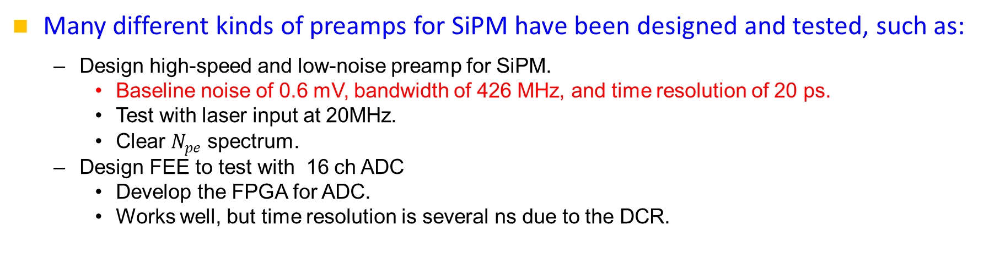 Many different kinds of preamps for SiPM have been designed and tested, such as:
– Design high-speed and low-noise preamp for SiPM.
• Baseline noise of 0.6 mV, bandwidth of 426 MHz, and time resolution of 20 ps.
• Test with laser input at 20MHz.
• Clear $N_{pe}$ spectrum.
– Design FEE to test with 16 ch ADC
• Develop the FPGA for ADC.
• Works well, but time resolution is several ns due to the DCR.